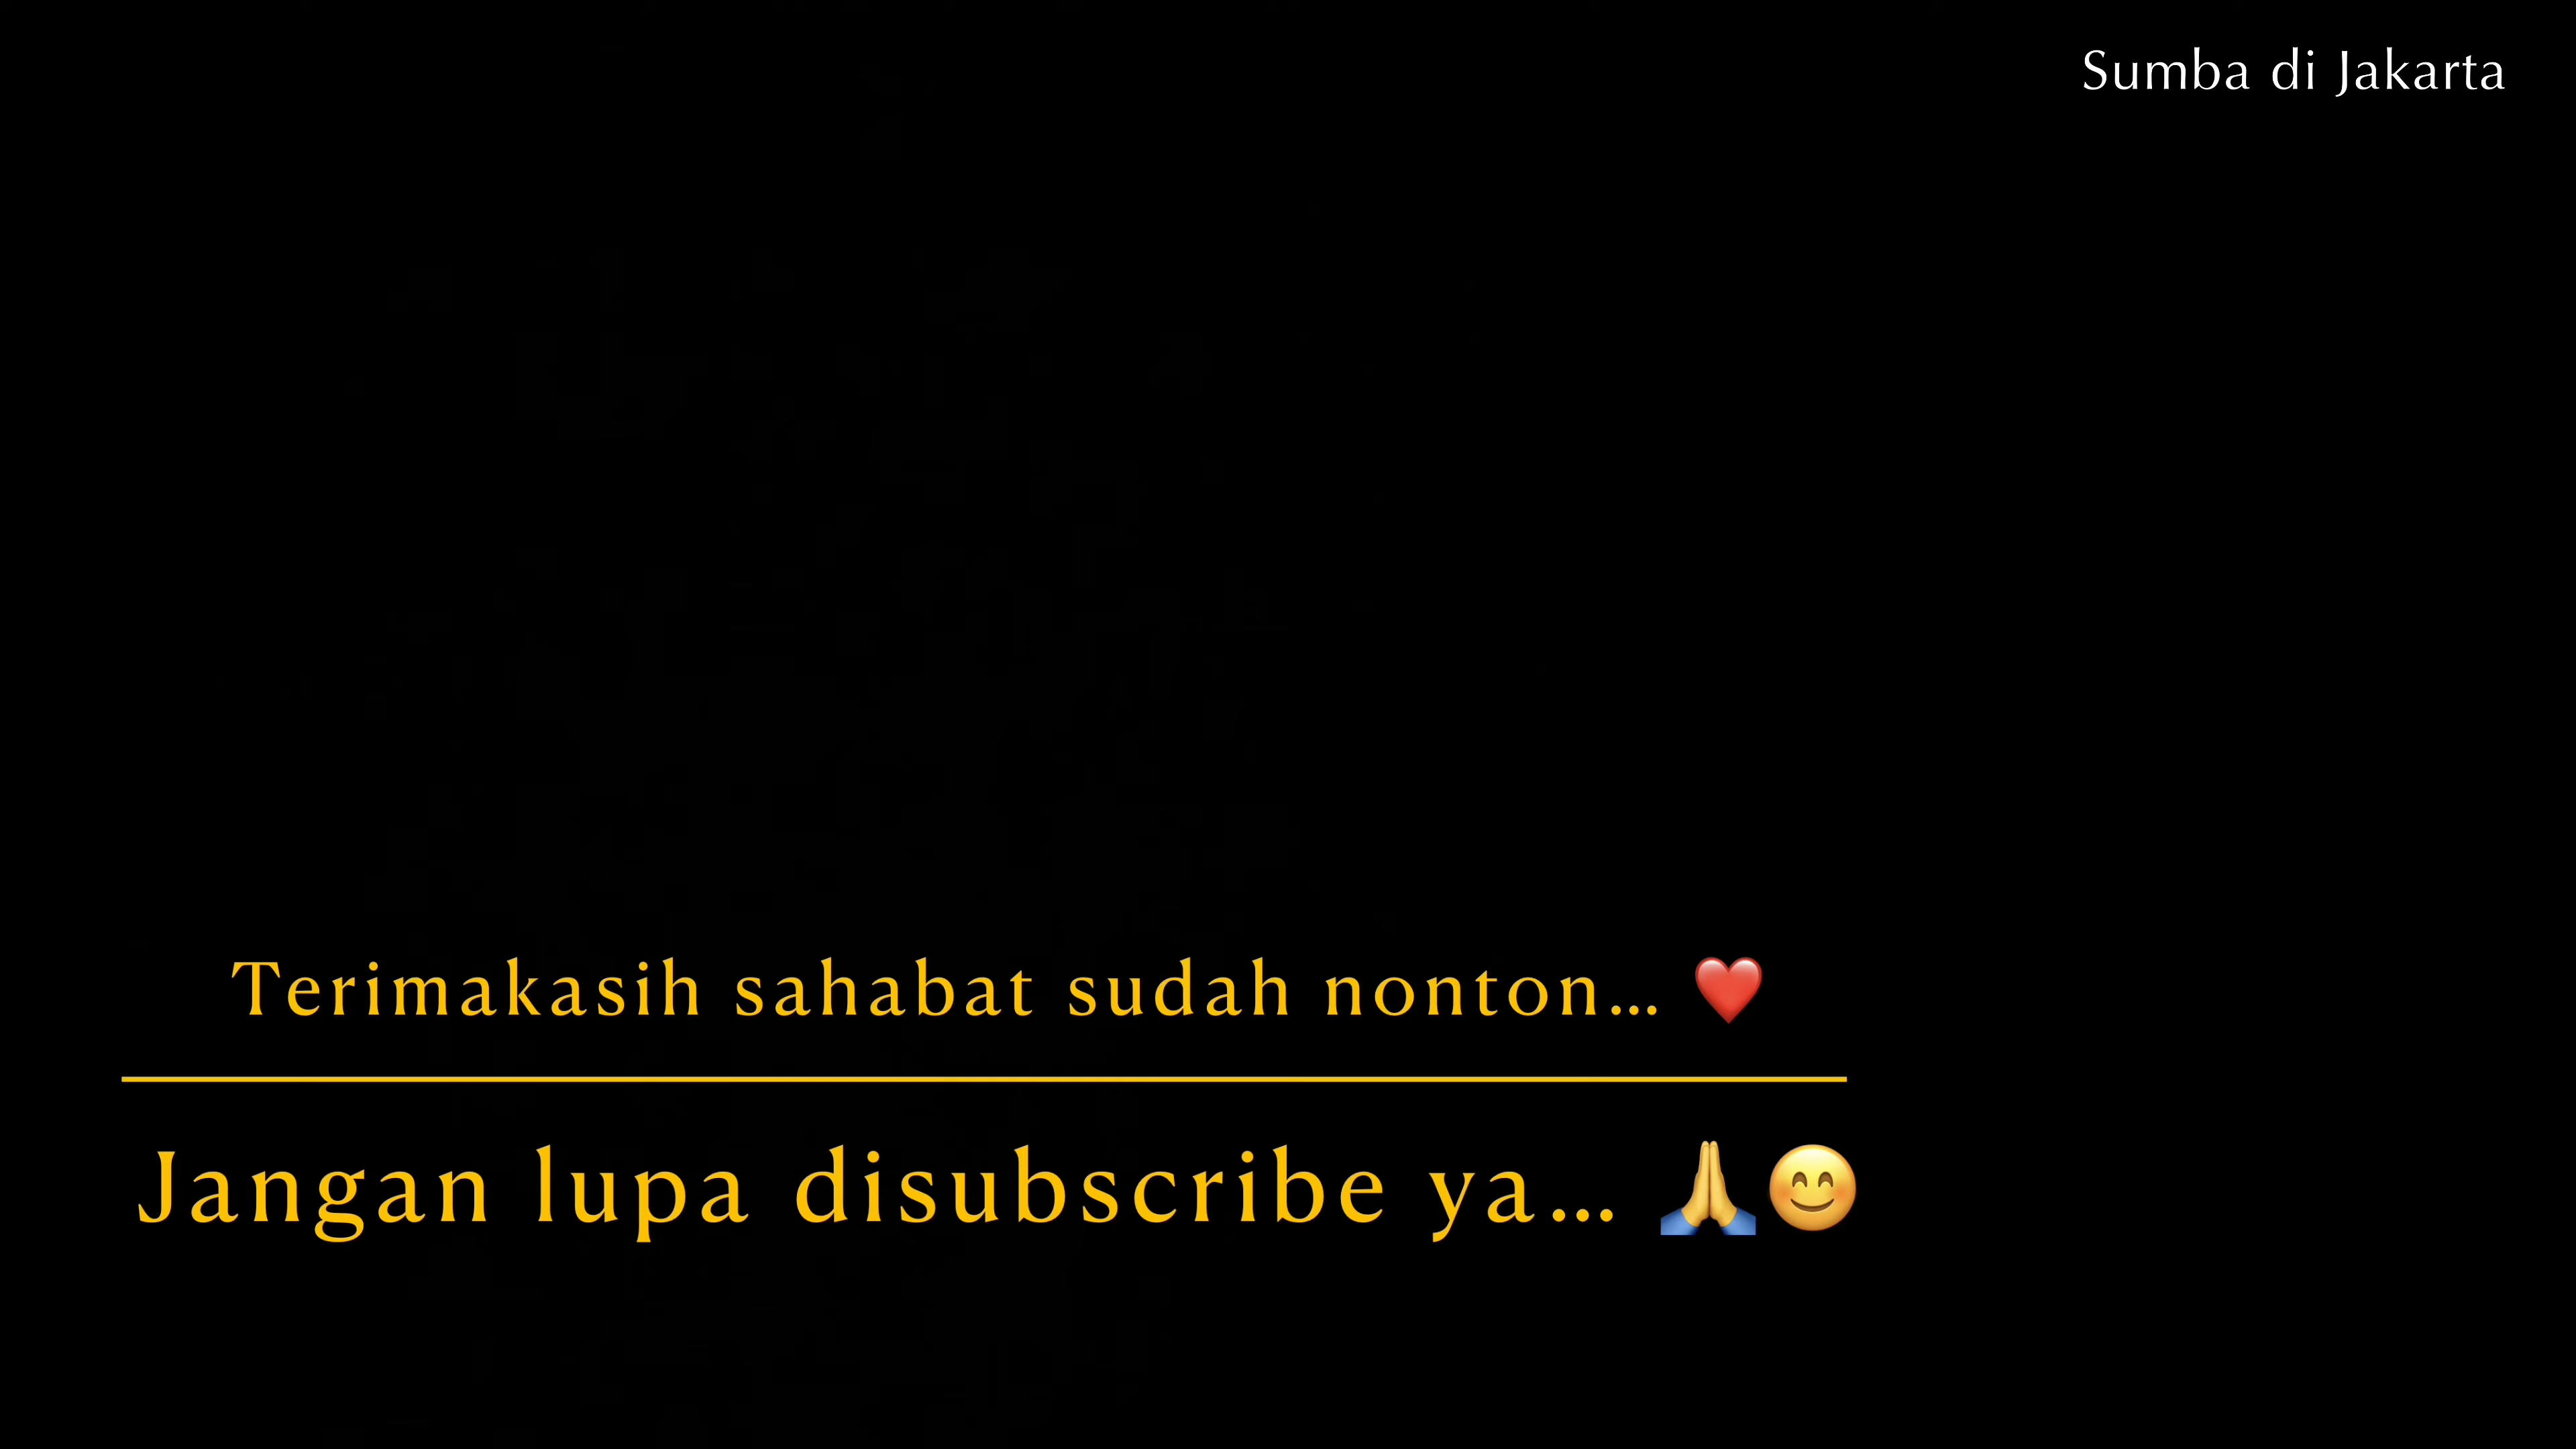 Sumba di Jakarta
Terimakasih sahabat sudah nonton... ❤️
Jangan lupa disubscribe ya... 🙏😊